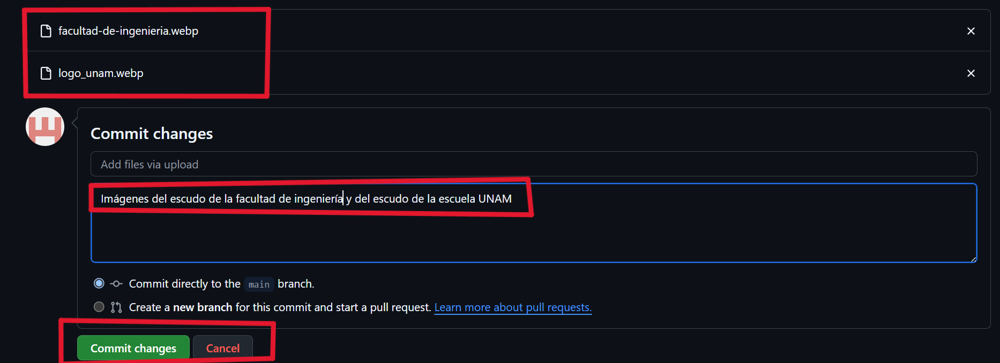 facultad-de-ingenieria.webp
logo_unam.webp
Commit changes
Add files via upload
Imágenes del escudo de la facultad de ingeniería y del escudo de la escuela UNAM
Commit directly to the main branch.
Create a new branch for this commit and start a pull request. Learn more about pull requests.
Commit changes Cancel